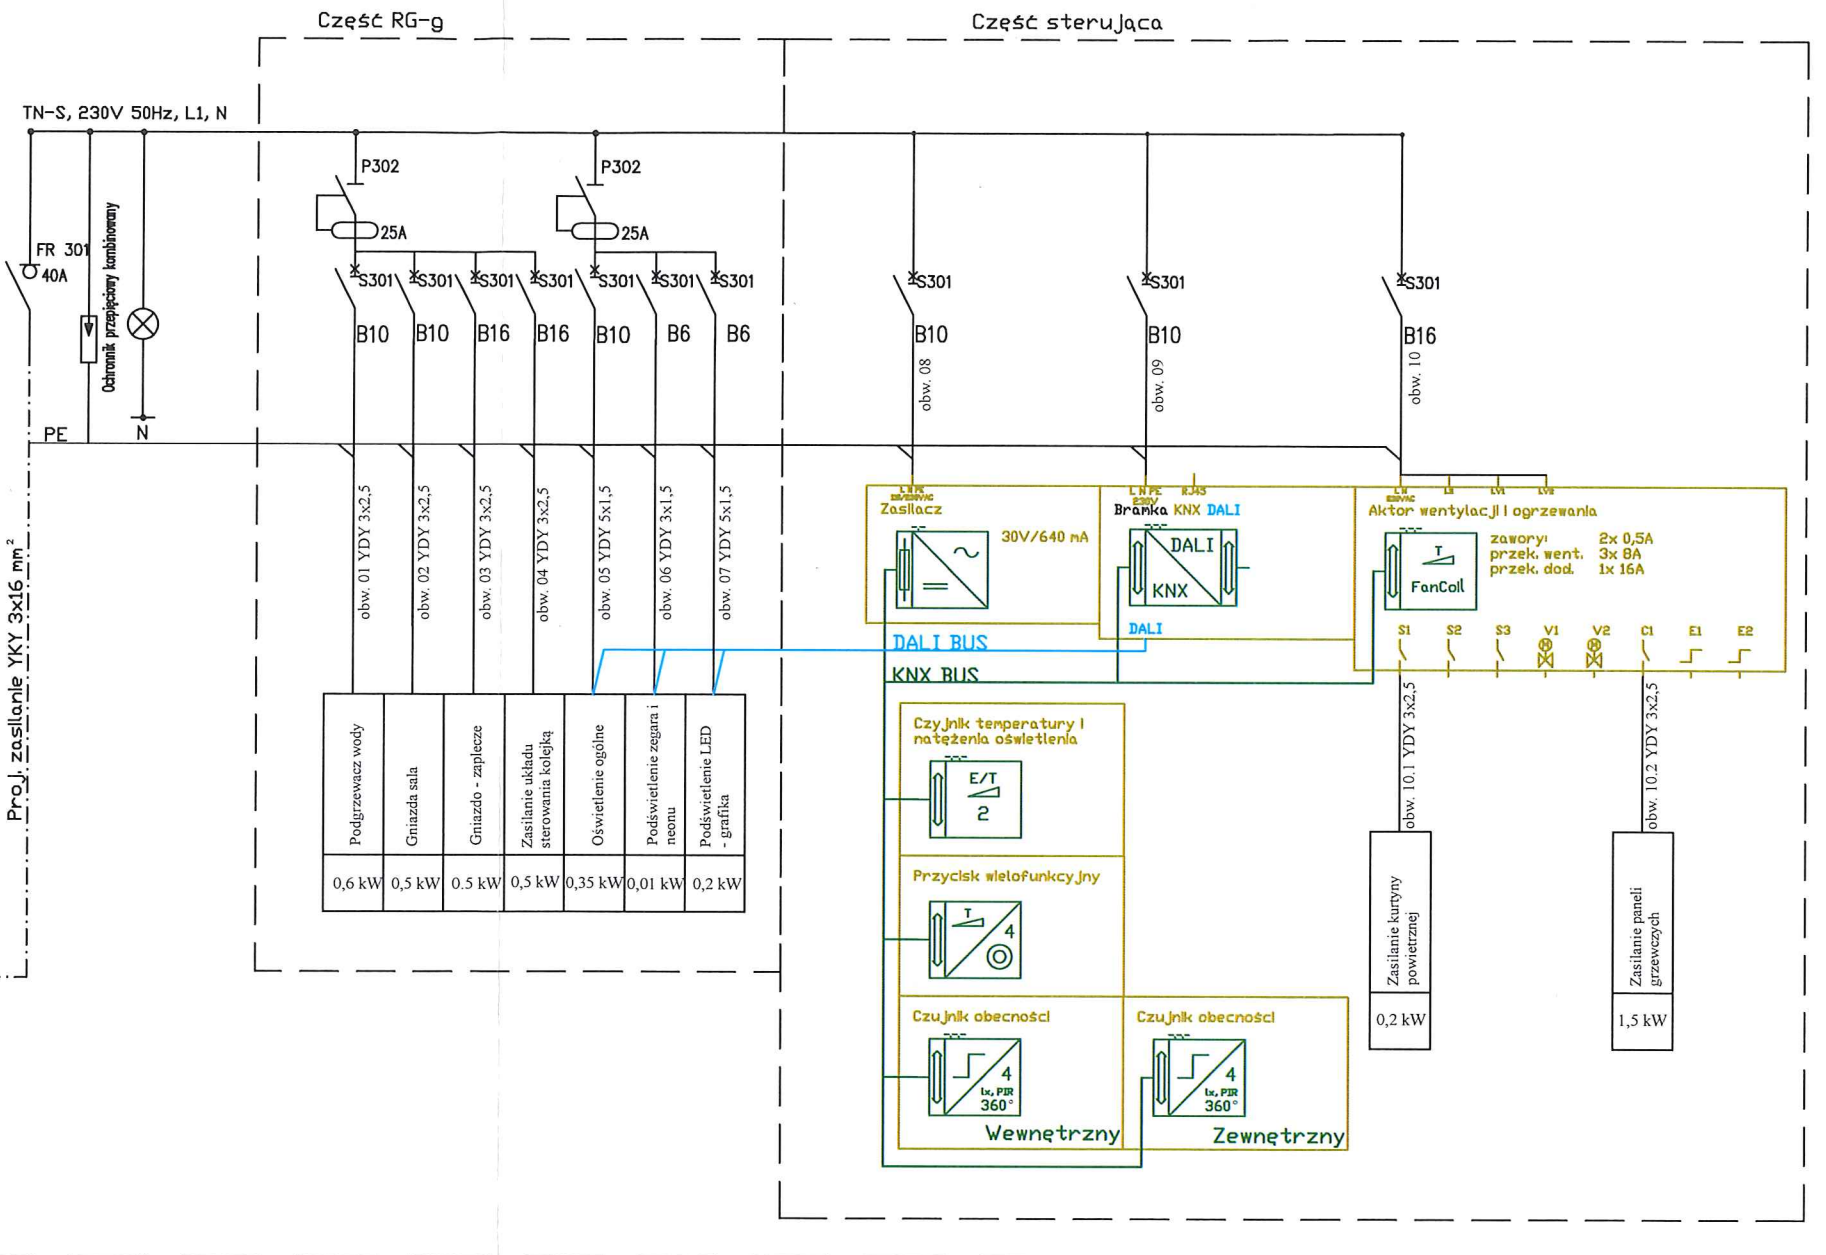 Część RG-g
Część sterująca
TN-S, 230V 50Hz, L1, N
FR 301
40A
Ochronnik przepięciowy kombinowany
PE
N
Proj. zasilanie YKY 3x16 mm²
P302
25A
P302
25A
S301
S301
S301
S301
S301
S301
S301
B10
B10
B16
B16
B10
B6
B6
S301
B10
obw. 08
S301
B10
obw. 09
S301
B16
obw. 10
obw. 01 YDY 3x2,5
obw. 02 YDY 3x2,5
obw. 03 YDY 3x2,5
obw. 04 YDY 3x2,5
obw. 05 YDY 5x1,5
obw. 06 YDY 3x1,5
obw. 07 YDY 5x1,5
Podgrzewacz wody
Gniazda sala
Gniazdo - zaplecze
Zasilanie układu
sterowania kolejką
Oświetlenie ogólne
Podświetlenie zegara i
neonu
Podświetlenie LED
- grafika
0,6 kW
0,5 kW
0.5 kW
0,5 kW
0,35 kW
0,01 kW
0,2 kW
L N PE
Zasilacz
30V/640 mA
L N PE
230V
RJ45
Bramka KNX DALI
DALI
KNX
DALI
L N
230VAC
LS
LV1
LV2
Aktor wentylacji i ogrzewania
T
FanCoil
zawory: 2x 0,5A
przek. went. 3x 8A
przek. dod. 1x 16A
S1
S2
S3
V1
V2
C1
E1
E2
DALI BUS
KNX BUS
Czyjnik temperatury i
natężenia oświetlenia
E/T
2
Przycisk wielofunkcyjny
T
4
Czujnik obecności
4
lx, PIR
360°
Wewnętrzny
Czujnik obecności
4
lx, PIR
360°
Zewnętrzny
obw. 10.1 YDY 3x2,5
Zasilanie kurtyny
powietrznej
0,2 kW
obw. 10.2 YDY 3x2,5
Zasilanie paneli
grzewczych
1,5 kW